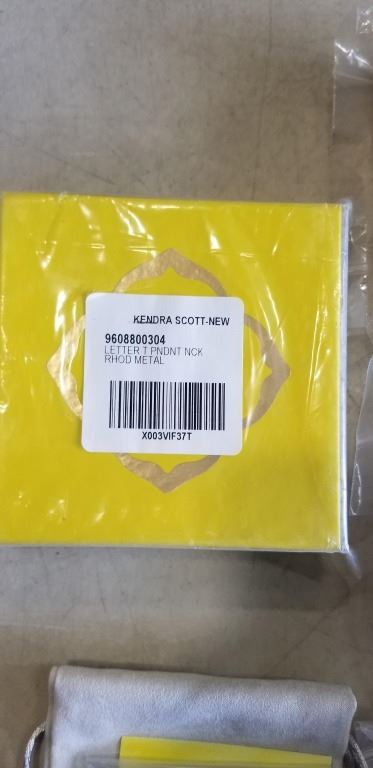 KENDRA SCOTT-NEW
9608800304
LETTER T PNDNT NCK
RHOD METAL
X003VIF37T